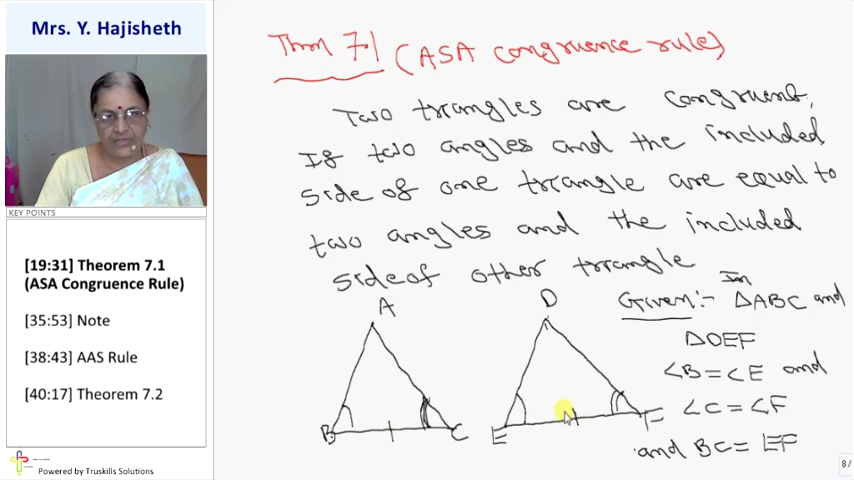 Mrs. Y. Hajisheth
KEY POINTS
[19:31] Theorem 7.1
(ASA Congruence Rule)
[35:53] Note
[38:43] AAS Rule
[40:17] Theorem 7.2
Powered by Truskills Solutions
Thm 7.1 (ASA congruence rule)
Two triangles are congruent,
If two angles and the included
side of one triangle are equal to
two angles and the included
side of other triangle
Given:- In ΔABC and
ΔDEF
∠B = ∠E and
∠C = ∠F
and BC = EF
A
B C
D
E F
8/